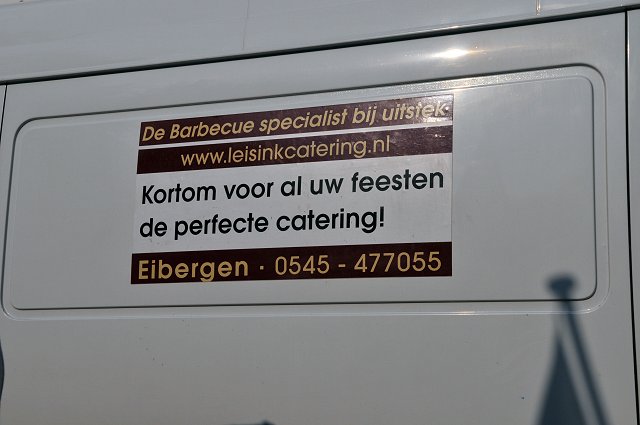 De Barbecue specialist bij uitstek
www.leisinkcatering.nl
Kortom voor al uw feesten
de perfecte catering!
Eibergen · 0545 - 477055